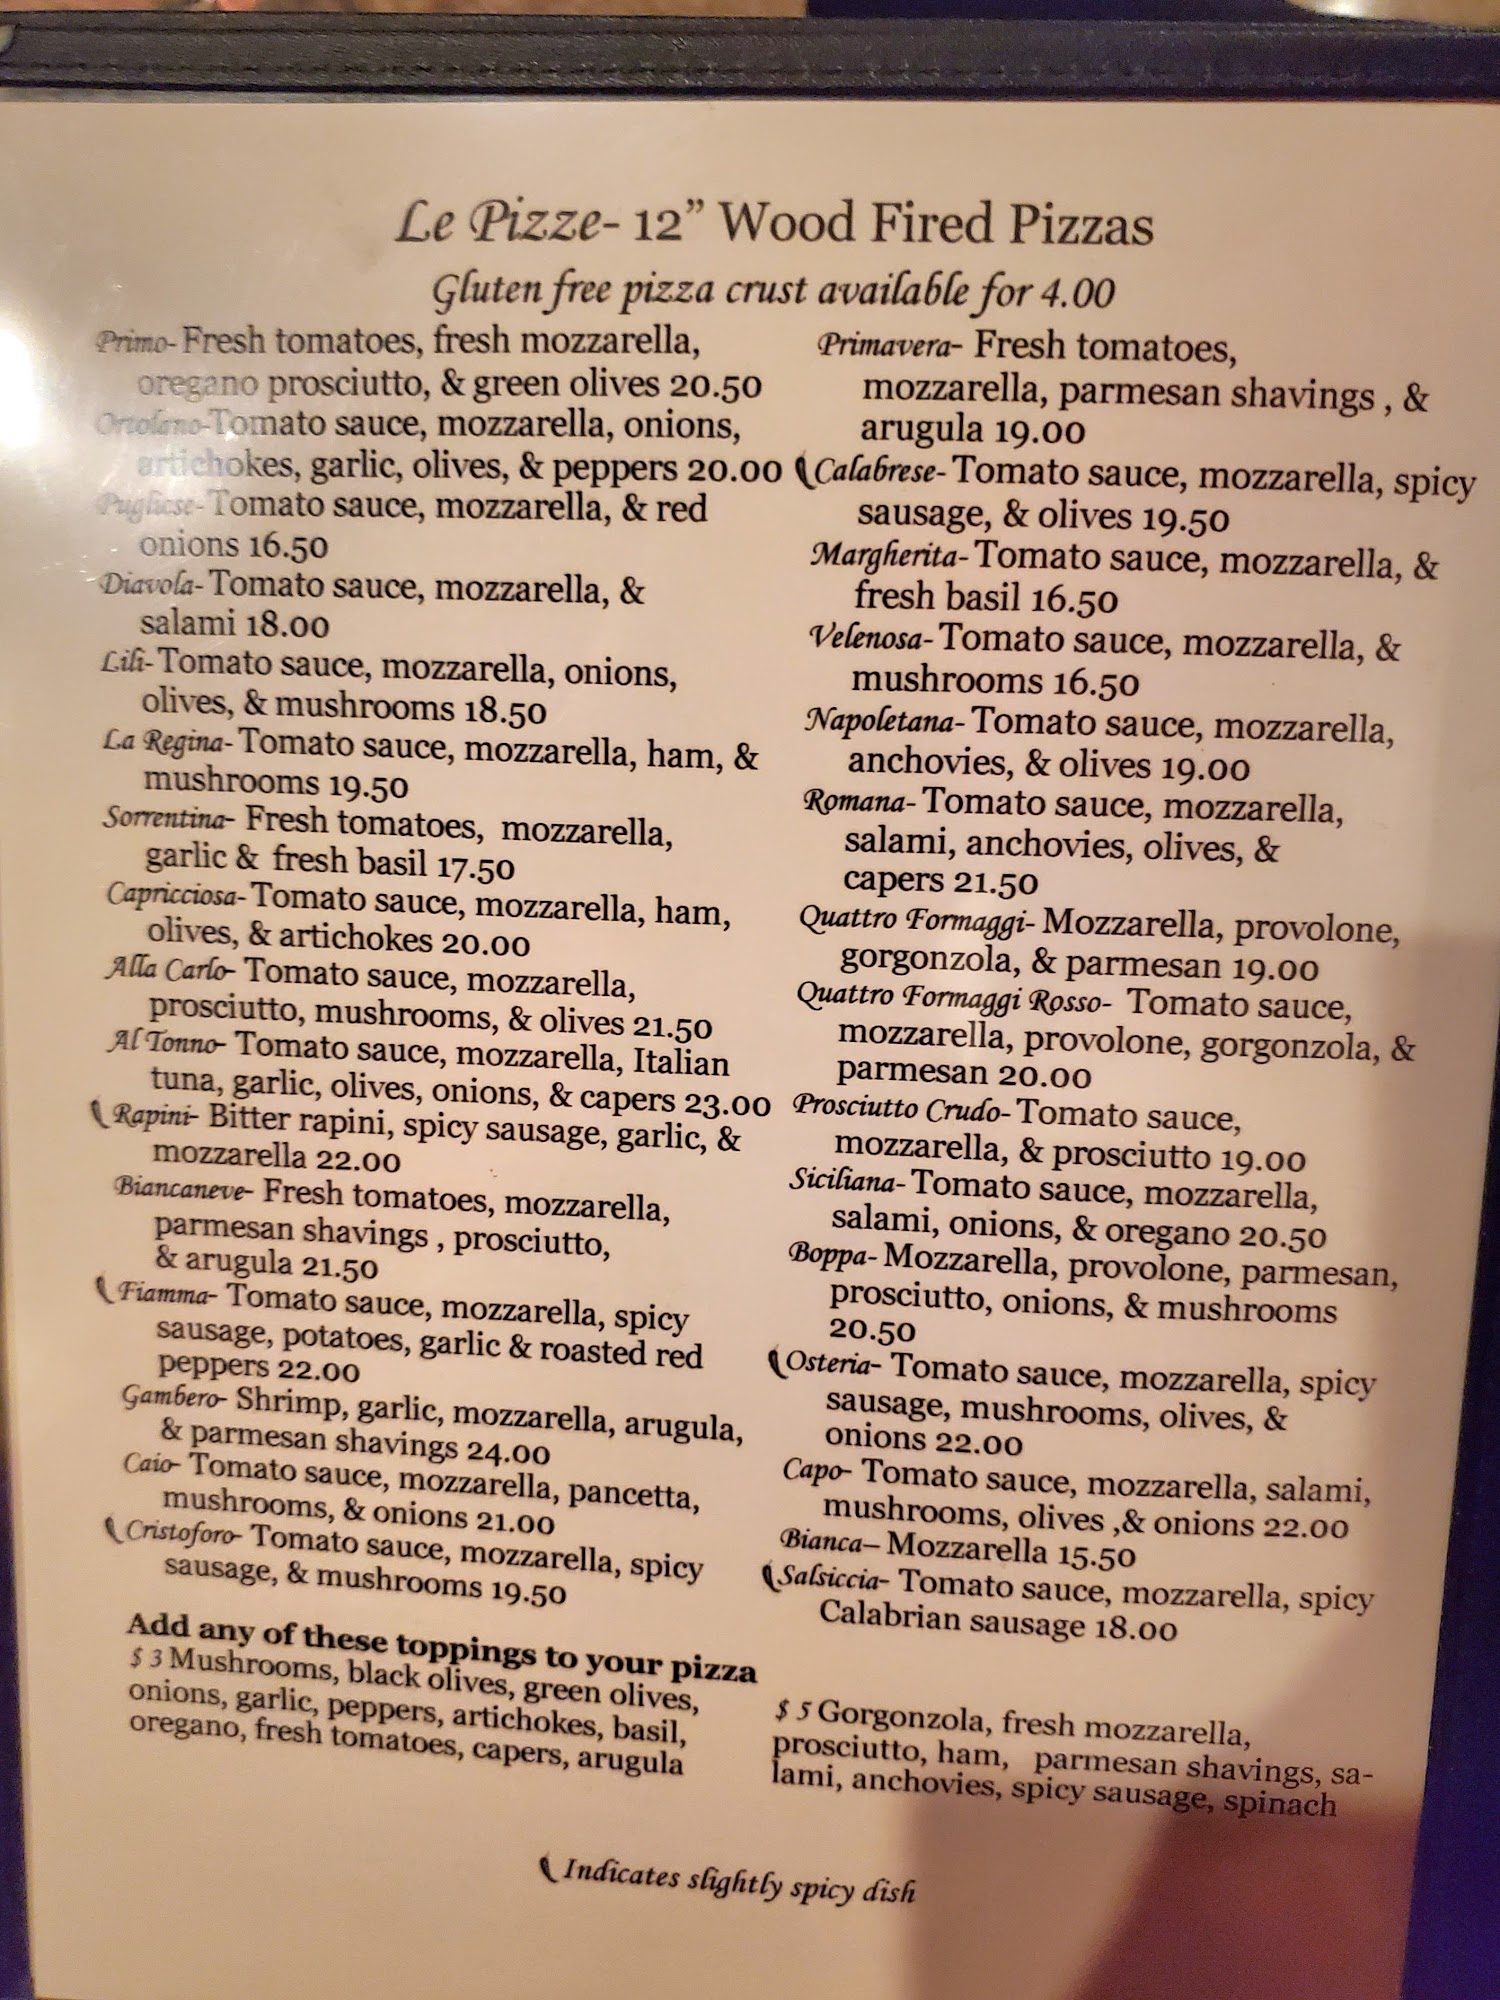 Le Pizze- 12” Wood Fired Pizzas
Gluten free pizza crust available for 4.00
Primo- Fresh tomatoes, fresh mozzarella,
oregano prosciutto, & green olives 20.50
Ortolano-Tomato sauce, mozzarella, onions,
artichokes, garlic, olives, & peppers 20.00
Pugliese-Tomato sauce, mozzarella, & red
onions 16.50
Diavola- Tomato sauce, mozzarella, &
salami 18.00
Lili- Tomato sauce, mozzarella, onions,
olives, & mushrooms 18.50
La Regina- Tomato sauce, mozzarella, ham, &
mushrooms 19.50
Sorrentina- Fresh tomatoes, mozzarella,
garlic & fresh basil 17.50
Capricciosa- Tomato sauce, mozzarella, ham,
olives, & artichokes 20.00
Alla Carlo- Tomato sauce, mozzarella,
prosciutto, mushrooms, & olives 21.50
Al Tonno- Tomato sauce, mozzarella, Italian
tuna, garlic, olives, onions, & capers 23.00
Rapini- Bitter rapini, spicy sausage, garlic, &
mozzarella 22.00
Biancaneve- Fresh tomatoes, mozzarella,
parmesan shavings , prosciutto,
& arugula 21.50
Fiamma- Tomato sauce, mozzarella, spicy
sausage, potatoes, garlic & roasted red
peppers 22.00
Gambero- Shrimp, garlic, mozzarella, arugula,
& parmesan shavings 24.00
Caio- Tomato sauce, mozzarella, pancetta,
mushrooms, & onions 21.00
Cristoforo- Tomato sauce, mozzarella, spicy
sausage, & mushrooms 19.50
Primavera- Fresh tomatoes,
mozzarella, parmesan shavings , &
arugula 19.00
Calabrese- Tomato sauce, mozzarella, spicy
sausage, & olives 19.50
Margherita- Tomato sauce, mozzarella, &
fresh basil 16.50
Velenosa- Tomato sauce, mozzarella, &
mushrooms 16.50
Napoletana- Tomato sauce, mozzarella,
anchovies, & olives 19.00
Romana- Tomato sauce, mozzarella,
salami, anchovies, olives, &
capers 21.50
Quattro Formaggi- Mozzarella, provolone,
gorgonzola, & parmesan 19.00
Quattro Formaggi Rosso- Tomato sauce,
mozzarella, provolone, gorgonzola, &
parmesan 20.00
Prosciutto Crudo- Tomato sauce,
mozzarella, & prosciutto 19.00
Siciliana- Tomato sauce, mozzarella,
salami, onions, & oregano 20.50
Boppa- Mozzarella, provolone, parmesan,
prosciutto, onions, & mushrooms
20.50
Osteria- Tomato sauce, mozzarella, spicy
sausage, mushrooms, olives, &
onions 22.00
Capo- Tomato sauce, mozzarella, salami,
mushrooms, olives ,& onions 22.00
Bianca– Mozzarella 15.50
Salsiccia- Tomato sauce, mozzarella, spicy
Calabrian sausage 18.00
Add any of these toppings to your pizza
$ 3 Mushrooms, black olives, green olives,
onions, garlic, peppers, artichokes, basil,
oregano, fresh tomatoes, capers, arugula
$ 5 Gorgonzola, fresh mozzarella,
prosciutto, ham, parmesan shavings, sa-
lami, anchovies, spicy sausage, spinach
Indicates slightly spicy dish